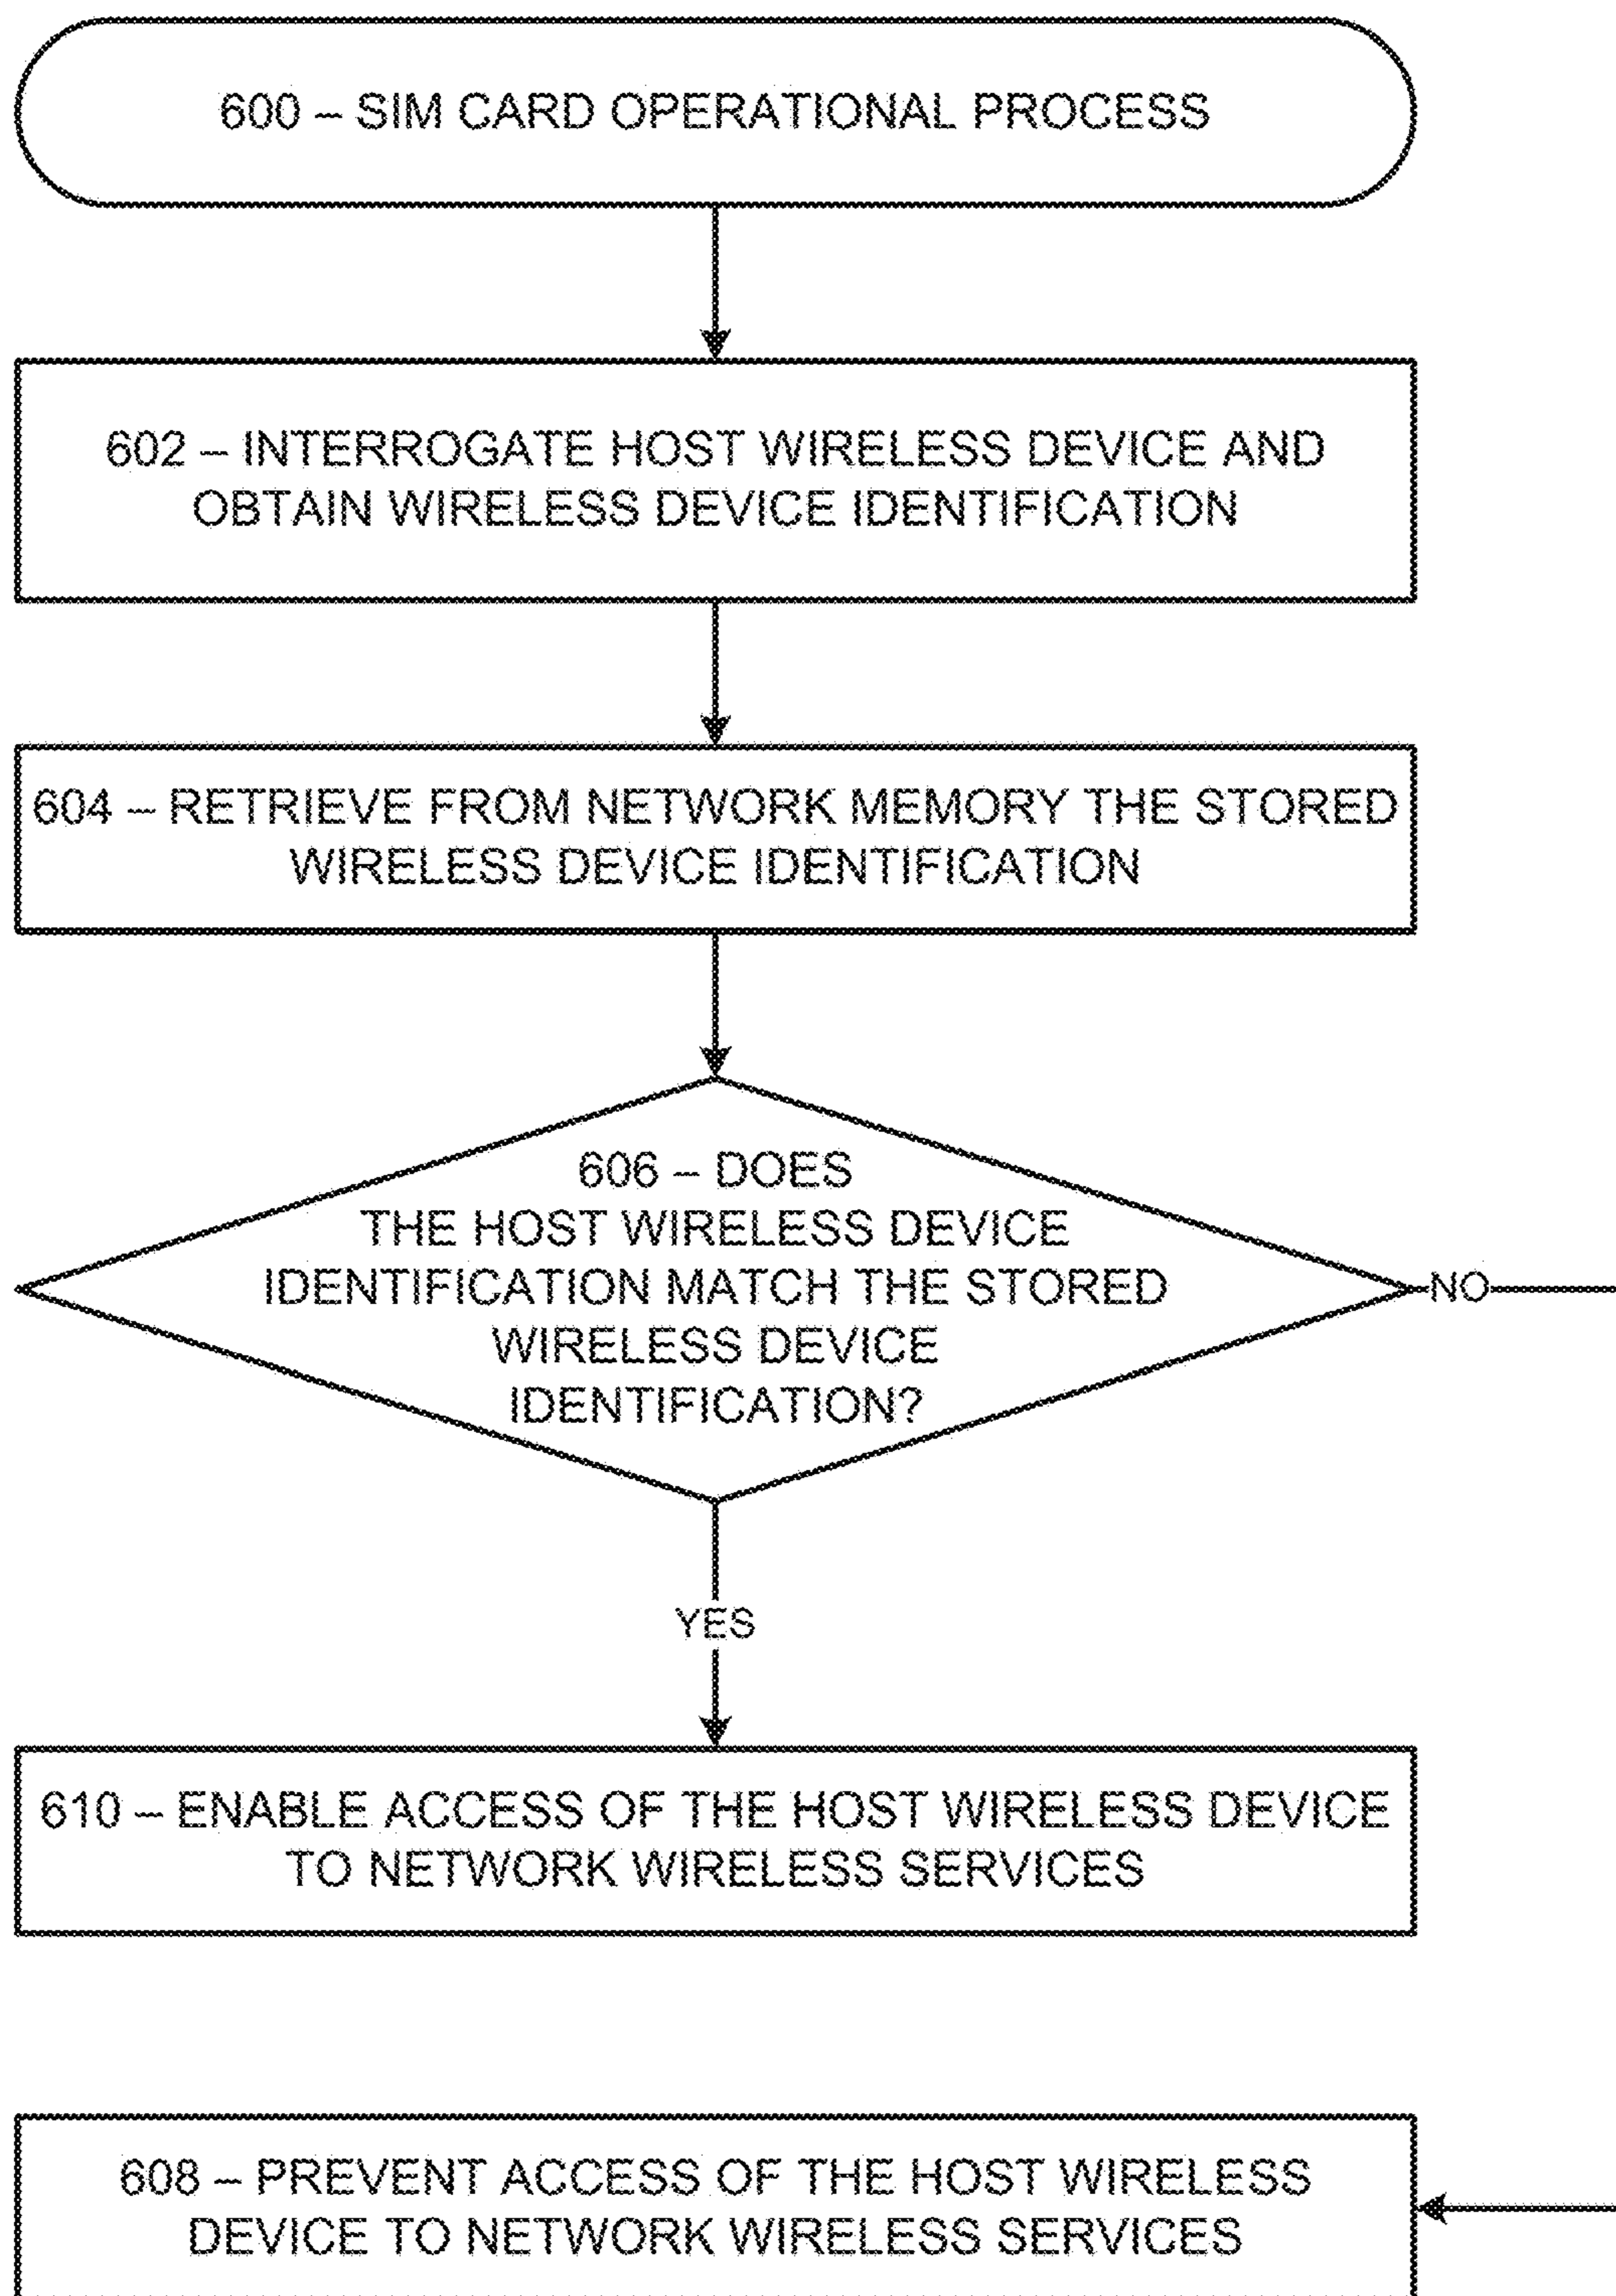 600 – SIM CARD OPERATIONAL PROCESS
602 – INTERROGATE HOST WIRELESS DEVICE AND
OBTAIN WIRELESS DEVICE IDENTIFICATION
604 – RETRIEVE FROM NETWORK MEMORY THE STORED
WIRELESS DEVICE IDENTIFICATION
606 – DOES
THE HOST WIRELESS DEVICE
IDENTIFICATION MATCH THE STORED
WIRELESS DEVICE
IDENTIFICATION?
NO
YES
610 – ENABLE ACCESS OF THE HOST WIRELESS DEVICE
TO NETWORK WIRELESS SERVICES
608 – PREVENT ACCESS OF THE HOST WIRELESS
DEVICE TO NETWORK WIRELESS SERVICES